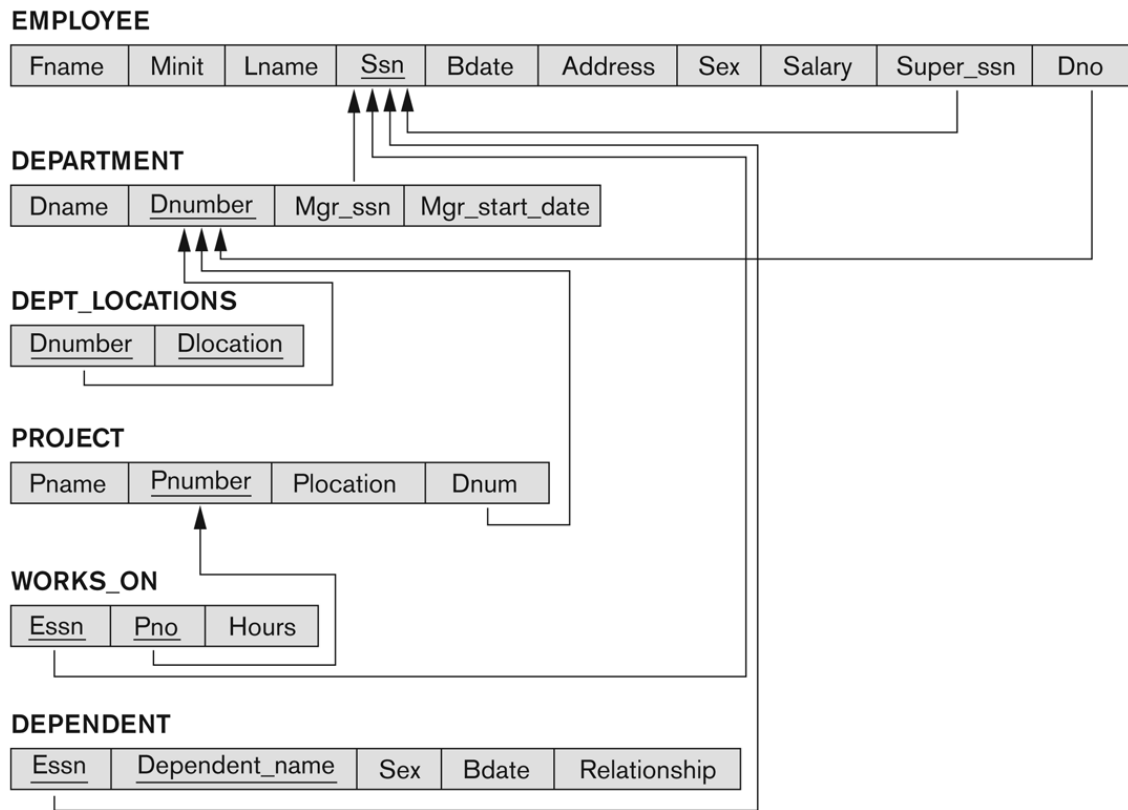 EMPLOYEE
Fname Minit Lname Ssn Bdate Address Sex Salary Super_ssn Dno
DEPARTMENT
Dname Dnumber Mgr_ssn Mgr_start_date
DEPT_LOCATIONS
Dnumber Dlocation
PROJECT
Pname Pnumber Plocation Dnum
WORKS_ON
Essn Pno Hours
DEPENDENT
Essn Dependent_name Sex Bdate Relationship